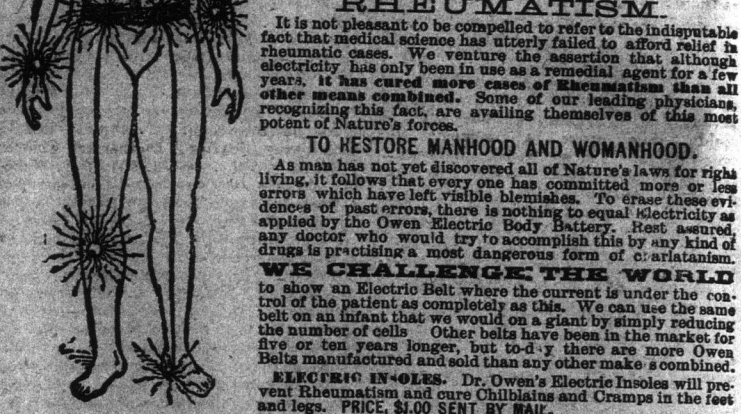 RHEUMATISM.
It is not pleasant to be compelled to refer to the indisputable
fact that medical science has utterly failed to afford relief in
rheumatic cases. We venture the assertion that although
electricity has only been in use as a remedial agent for a few
years, it has cured more cases of Rheumatism than all
other means combined. Some of our leading physicians,
recognizing this fact, are availing themselves of this most
potent of Nature's forces.
TO RESTORE MANHOOD AND WOMANHOOD.
As man has not yet discovered all of Nature's laws for right
living, it follows that every one has committed more or less
errors which have left visible blemishes. To erase these evi-
dences of past errors, there is nothing to equal Electricity as
applied by the Owen Electric Body Battery. Rest assured,
any doctor who would try to accomplish this by any kind of
drugs is practising a most dangerous form of charlatanism.
WE CHALLENGE THE WORLD
to show an Electric Belt where the current is under the con-
trol of the patient as completely as this. We can use the same
belt on an infant that we would on a giant by simply reducing
the number of cells Other belts have been in the market for
five or ten years longer, but to-day there are more Owen
Belts manufactured and sold than any other makes combined.
ELECTRIC INSOLES. Dr. Owen's Electric Insoles will pre-
vent Rheumatism and cure Chilblains and Cramps in the feet
and legs. PRICE, $1.00 SENT BY MAIL.